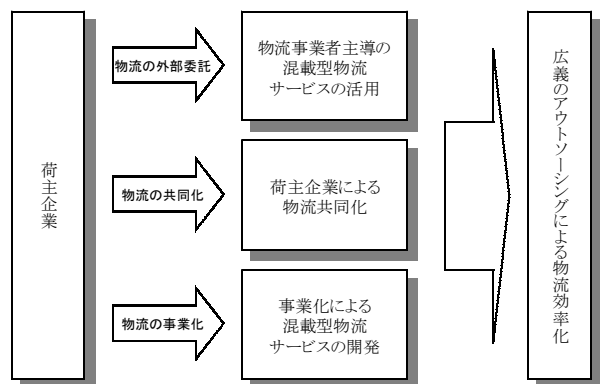 荷主企業
物流の外部委託
物流事業者主導の
混載型物流
サービスの活用
物流の共同化
荷主企業による
物流共同化
物流の事業化
事業化による
混載型物流
サービスの開発
広義のアウトソーシングによる物流効率化